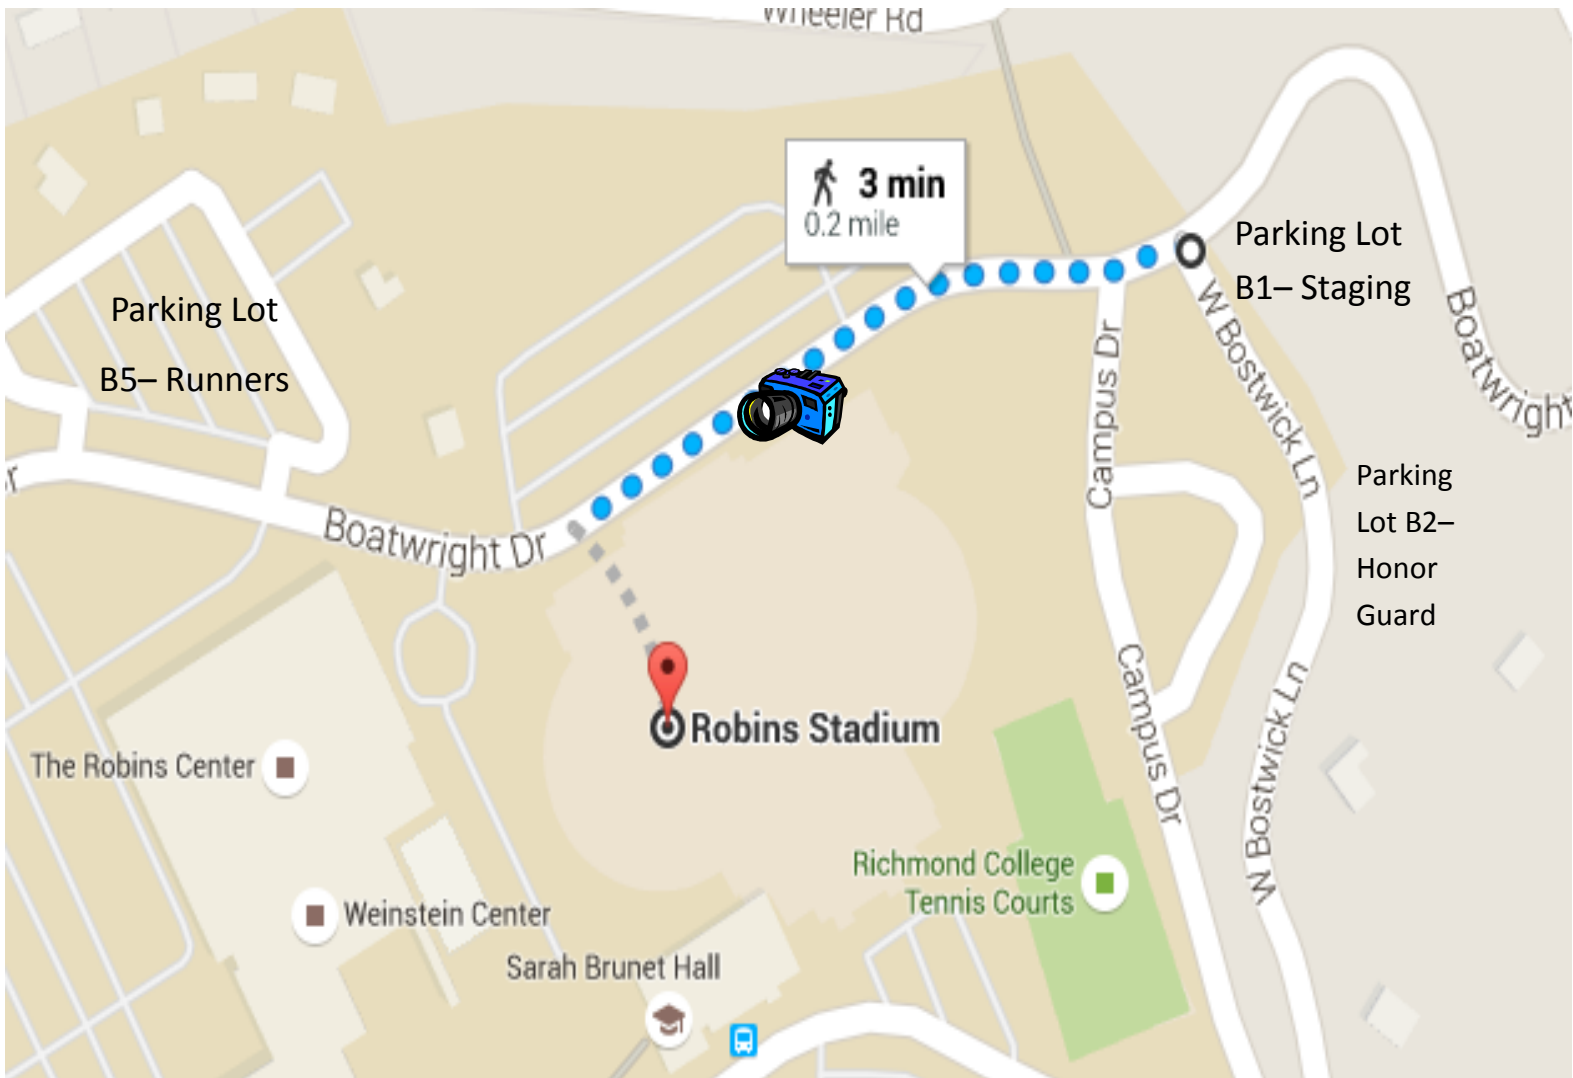 Wheeler Rd
3 min
0.2 mile
Parking Lot
B1– Staging
Parking Lot
B5– Runners
W Bostwick Ln
Boatwright
Campus Dr
Boatwright Dr
Parking
Lot B2–
Honor
Guard
Campus Dr
W Bostwick Ln
Robins Stadium
The Robins Center
Richmond College
Tennis Courts
Weinstein Center
Sarah Brunet Hall